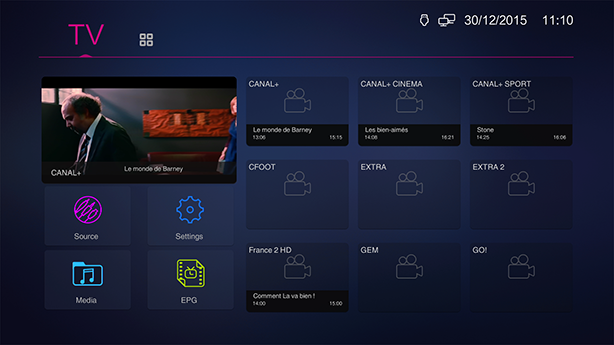 TV
30/12/2015 11:10
CANAL+
Le monde de Barney
Source
Settings
Media
EPG
CANAL+
Le monde de Barney
13:06 15:15
CANAL+ CINEMA
Les bien-aimés
14:08 16:21
CANAL+ SPORT
Stone
14:25 16:06
CFOOT
EXTRA
EXTRA 2
France 2 HD
Comment La va bien !
14:00 15:00
GEM
GO!